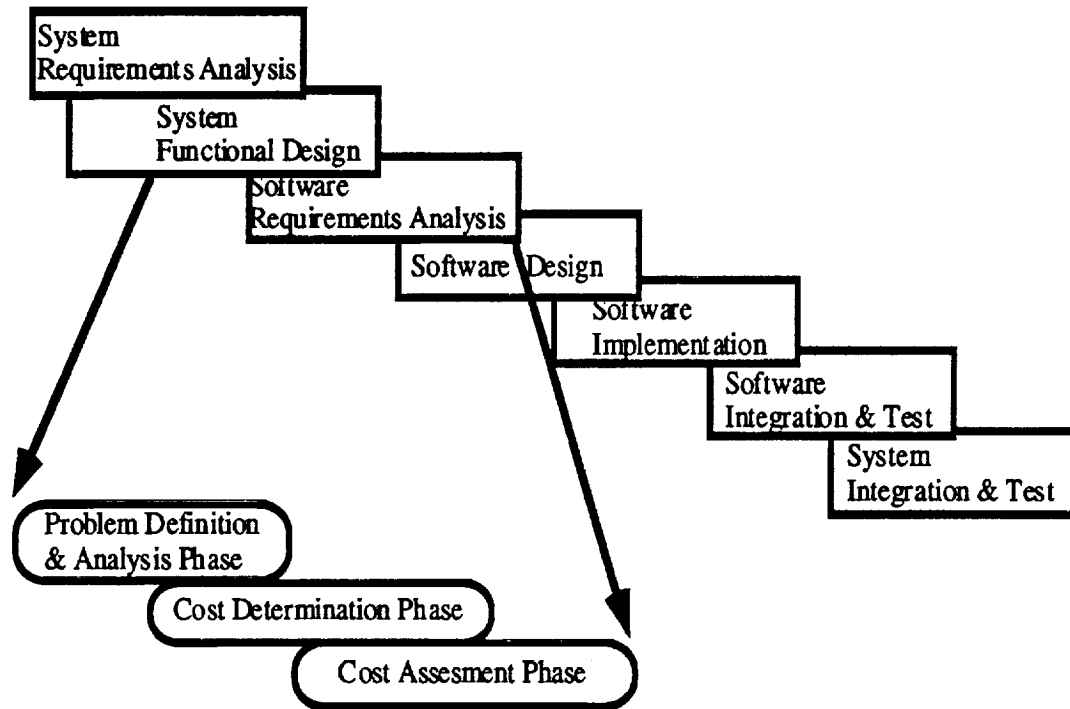 System
Requirements Analysis
System
Functional Design
Software
Requirements Analysis
Software Design
Software
Implementation
Software
Integration & Test
System
Integration & Test
Problem Definition
& Analysis Phase
Cost Determination Phase
Cost Assesment Phase